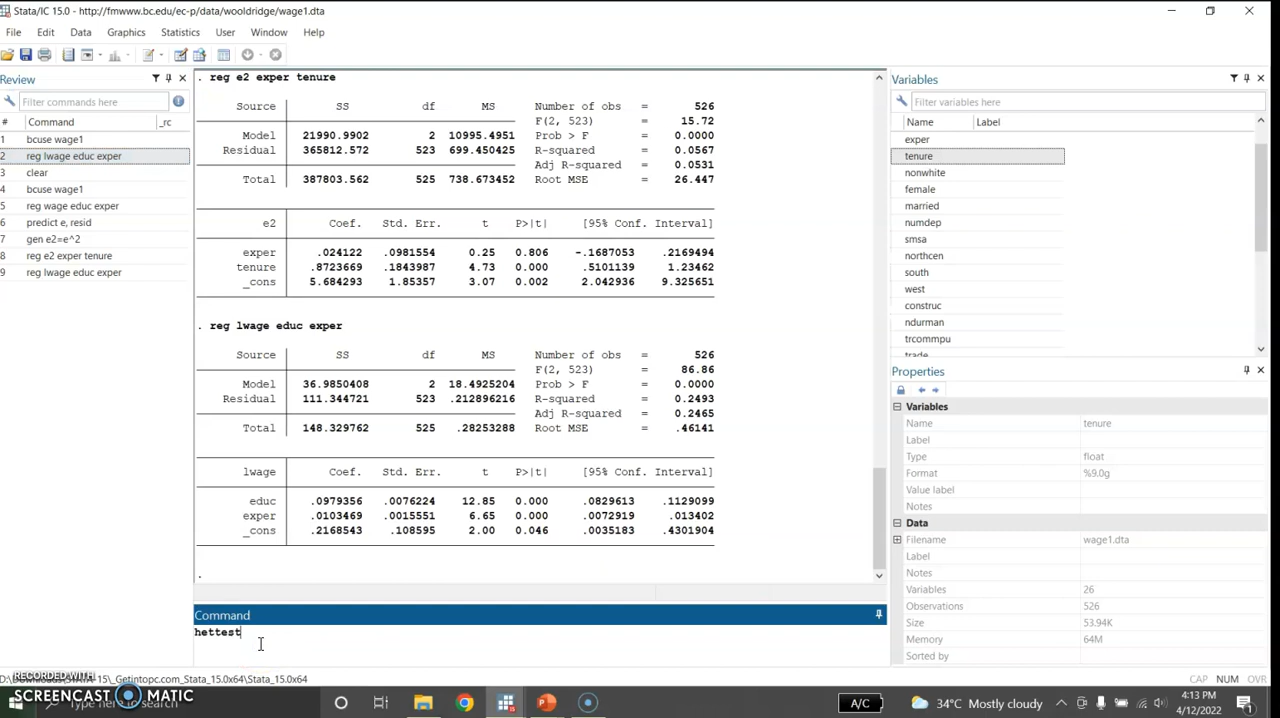 Stata/IC 15.0 - http://fmwww.bc.edu/ec-p/data/wooldridge/wage1.dta
File Edit Data Graphics Statistics User Window Help
Review
Filter commands here
# Command _rc
1 bcuse wage1
2 reg lwage educ exper
3 clear
4 bcuse wage1
5 reg wage educ exper
6 predict e, resid
7 gen e2=e^2
8 reg e2 exper tenure
9 reg lwage educ exper
. reg e2 exper tenure
Source SS df MS Number of obs = 526
F(2, 523) = 15.72
Model 21990.9902 2 10995.4951 Prob > F = 0.0000
Residual 365812.572 523 699.450425 R-squared = 0.0567
Adj R-squared = 0.0531
Total 387803.562 525 738.673452 Root MSE = 26.447
e2 Coef. Std. Err. t P>|t| [95% Conf. Interval]
exper .024122 .0981554 0.25 0.806 -.1687053 .2169494
tenure .8723669 .1843987 4.73 0.000 .5101139 1.23462
_cons 5.684293 1.85357 3.07 0.002 2.042936 9.325651
. reg lwage educ exper
Source SS df MS Number of obs = 526
F(2, 523) = 86.86
Model 36.9850408 2 18.4925204 Prob > F = 0.0000
Residual 111.344721 523 .212896216 R-squared = 0.2493
Adj R-squared = 0.2465
Total 148.329762 525 .28253288 Root MSE = .46141
lwage Coef. Std. Err. t P>|t| [95% Conf. Interval]
educ .0979356 .0076224 12.85 0.000 .0829613 .1129099
exper .0103469 .0015551 6.65 0.000 .0072919 .013402
_cons .2168543 .108595 2.00 0.046 .0035183 .4301904
.
Command
hettest
Variables
Filter variables here
Name Label
exper
tenure
nonwhite
female
married
numdep
smsa
northcen
south
west
construc
ndurman
trcommpu
trade
Properties
Variables
Name tenure
Label
Type float
Format %9.0g
Value label
Notes
Data
Filename wage1.dta
Label
Notes
Variables 26
Observations 526
Size 53.94K
Memory 64M
Sorted by
D:\Downloads\STATA-15\_Getintopc.com_Stata_15.0x64\Stata_15.0
CAP NUM OVR
RECORDED WITH
SCREENCAST MATIC
Type here to search
A/C
34°C Mostly cloudy
4:13 PM
4/12/2022
1